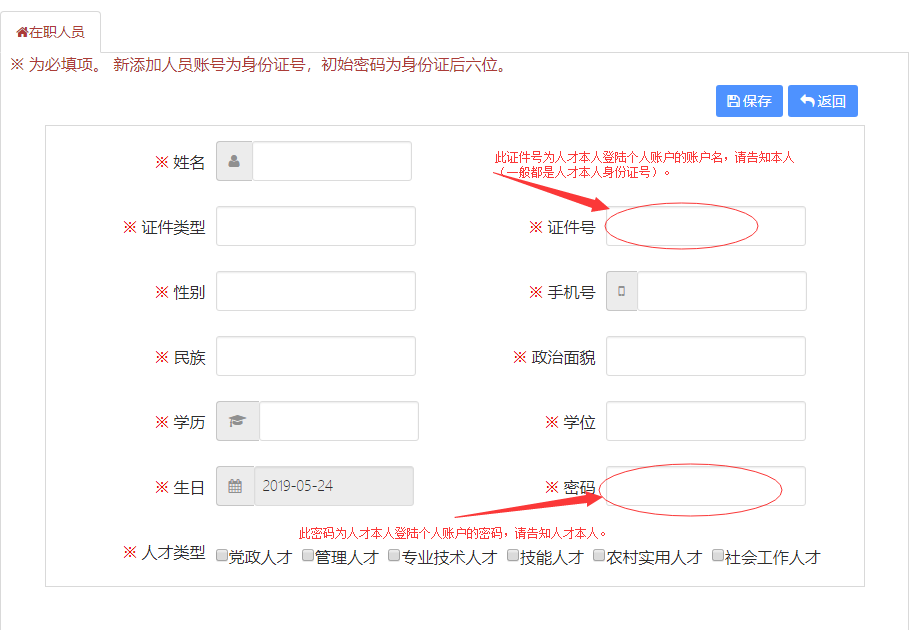 在职人员
※ 为必填项。 新添加人员账号为身份证号，初始密码为身份证后六位。
保存 返回
※ 姓名
此证件号为人才本人登陆个人账户的账户名，请告知本人
（一般都是人才本人身份证号）。
※ 证件类型 ※ 证件号
※ 性别 ※ 手机号
※ 民族 ※ 政治面貌
※ 学历 ※ 学位
※ 生日 2019-05-24 ※ 密码
此密码为人才本人登陆个人账户的密码，请告知人才本人。
※ 人才类型 党政人才 管理人才 专业技术人才 技能人才 农村实用人才 社会工作人才